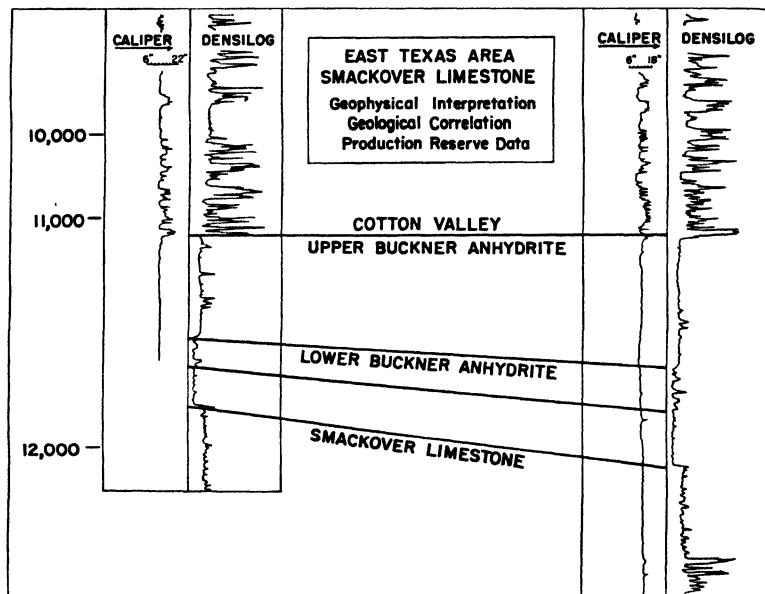 CALIPER
6" 22"
DENSILOG
EAST TEXAS AREA
SMACKOVER LIMESTONE
Geophysical Interpretation
Geological Correlation
Production Reserve Data
CALIPER
6" 18"
DENSILOG
10,000
11,000
COTTON VALLEY
UPPER BUCKNER ANHYDRITE
LOWER BUCKNER ANHYDRITE
SMACKOVER LIMESTONE
12,000